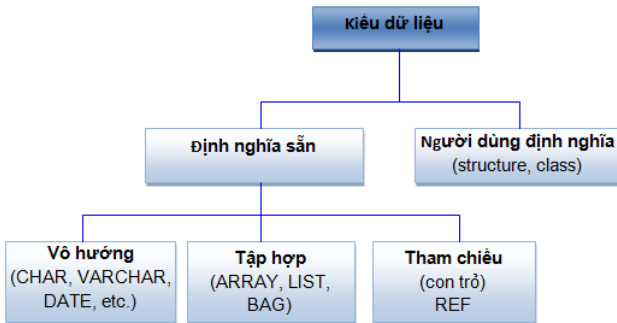 Kiểu dữ liệu
Định nghĩa sẵn
Người dùng định nghĩa
(structure, class)
Vô hướng
(CHAR, VARCHAR,
DATE, etc.)
Tập hợp
(ARRAY, LIST,
BAG)
Tham chiếu
(con trỏ)
REF